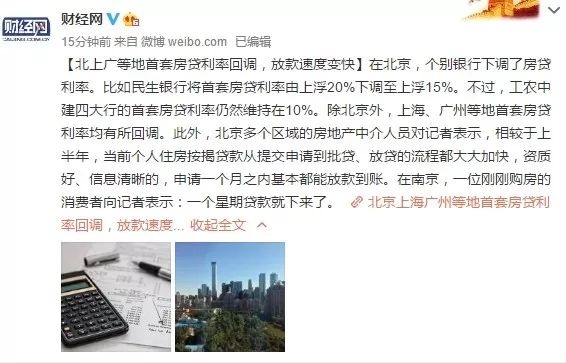 财经网
CAIJING.COM.CN
财经网
15分钟前 来自 微博 weibo.com 已编辑
【北上广等地首套房贷利率回调，放款速度变快】在北京，个别银行下调了房贷
利率。比如民生银行将首套房贷利率由上浮20%下调至上浮15%。不过，工农中
建四大行的首套房贷利率仍然维持在10%。除北京外，上海、广州等地首套房贷
利率均有所回调。此外，北京多个区域的房地产中介人员对记者表示，相较于上
半年，当前个人住房按揭贷款从提交申请到批贷、放贷的流程都大大加快，资质
好、信息清晰的，申请一个月之内基本都能放款到账。在南京，一位刚刚购房的
消费者向记者表示：一个星期贷款就下来了。 北京上海广州等地首套房贷利
率回调，放款速度... 收起全文